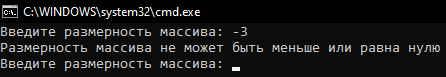 C:\WINDOWS\system32\cmd.exe
Введите размерность массива: -3
Размерность массива не может быть меньше или равна нулю
Введите размерность массива: